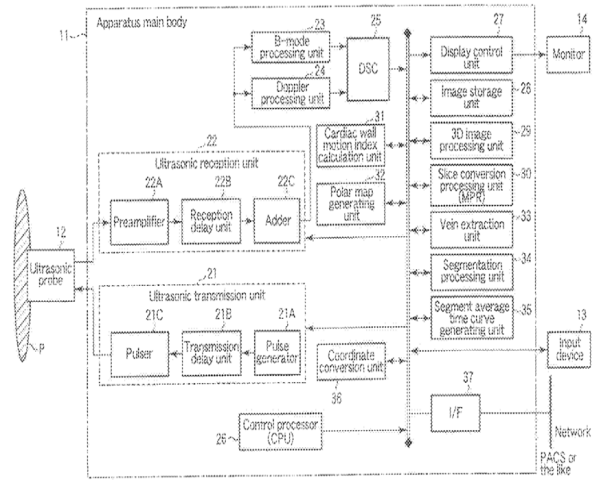 Apparatus main body
11
23
B-mode
processing unit
24
Doppler
processing unit
25
DSC
27
Display control
unit
14
Monitor
Image storage
unit
28
3D image
processing unit
29
Slice conversion
processing unit
(MPR)
30
Vein extraction
unit
33
Segmentation
processing unit
34
Segment average
time curve
generating unit
35
31
Cardiac wall
motion index
calculation unit
32
Polar map
generating
unit
22
Ultrasonic reception unit
22A
22B
22C
Preamplifier
Reception
delay unit
Adder
12
Ultrasonic
probe
P
21
Ultrasonic transmission unit
21C
21B
21A
Pulser
Transmission
delay unit
Pulse
generator
Coordinate
conversion unit
36
Control processor
(CPU)
26
13
Input
device
37
I/F
Network
PACS or
the like